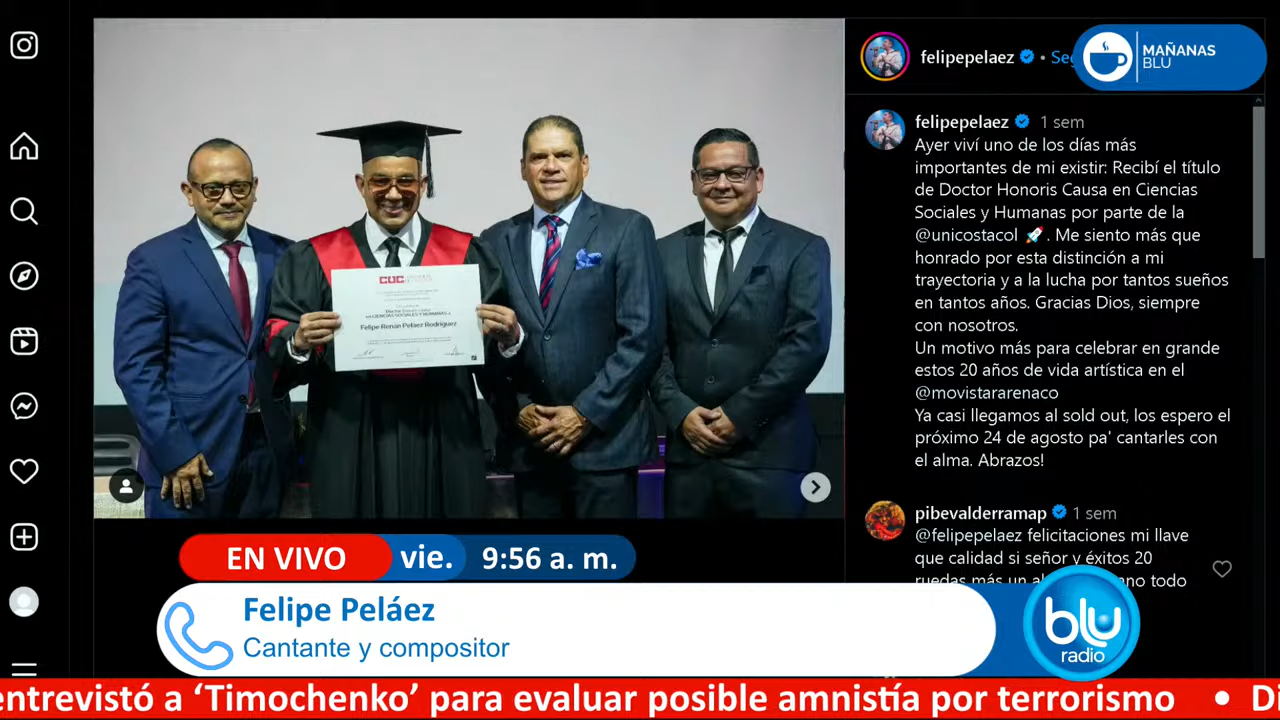 felipepelaez • Seg
MAÑANAS
BLU
felipepelaez 1 sem
Ayer viví uno de los días más
importantes de mi existir: Recibí el título
de Doctor Honoris Causa en Ciencias
Sociales y Humanas por parte de la
@unicostacol 🚀. Me siento más que
honrado por esta distinción a mi
trayectoria y a la lucha por tantos sueños
en tantos años. Gracias Dios, siempre
con nosotros.
Un motivo más para celebrar en grande
estos 20 años de vida artística en el
@movistararenaco
Ya casi llegamos al sold out, los espero el
próximo 24 de agosto pa' cantarles con
el alma. Abrazos!
pibevalderramap 1 sem
@felipepelaez felicitaciones mi llave
que calidad si señor y éxitos 20
ruedas más un todo
CUC
Felipe Renán Peláez Rodríguez
EN VIVO vie. 9:56 a. m.
Felipe Peláez
Cantante y compositor
blu
radio
entrevistó a ‘Timochenko’ para evaluar posible amnistía por terrorismo • Di